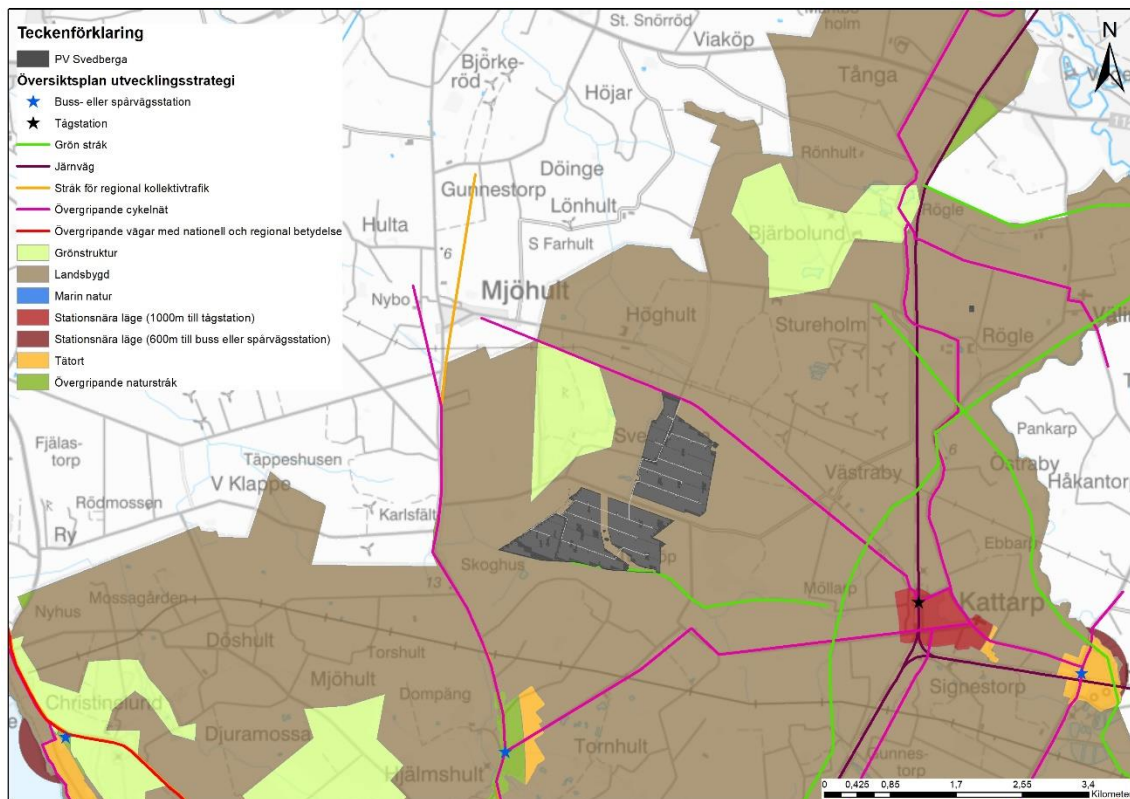 Teckenförklaring
PV Svedberga
Översiktsplan utvecklingsstrategi
Buss- eller spårvägsstation
Tågstation
Grön stråk
Järnväg
Stråk för regional kollektivtrafik
Övergripande cykelnät
Övergripande vägar med nationell och regional betydelse
Grönstruktur
Landsbygd
Marin natur
Stationsnära läge (1000m till tågstation)
Stationsnära läge (600m till buss eller spårvägsstation)
Tätort
Övergripande naturstråk
holm
St. Snörröd
Viaköp
N
Björke-
röd
Tånga
Höjar
11
Rönhult
Döinge
Gunnestorp
Lönhult
Rögle
Hulta
S Farhult
Bjärbolund
6
Nybo
Mjöhult
Höghult
Stureholm
Rögle
Fjälas-
torp
Pankarp
6
Täppeshusen
V Klappe
Västraby
Östraby
Håkantorp
Rödmossen
Karlsfält
Ry
Ebbarp
Skoghus
13
Möllarp
Kattarp
Mossagården
Nyhus
Döshult
Torshult
Mjöhult
Dompäng
Signestorp
Christinelund
Djuramossa
Tornhult
Gunnes-
torp
Hjälmshult
0 0,425 0,85 1,7 2,55 3,4
Kilometer